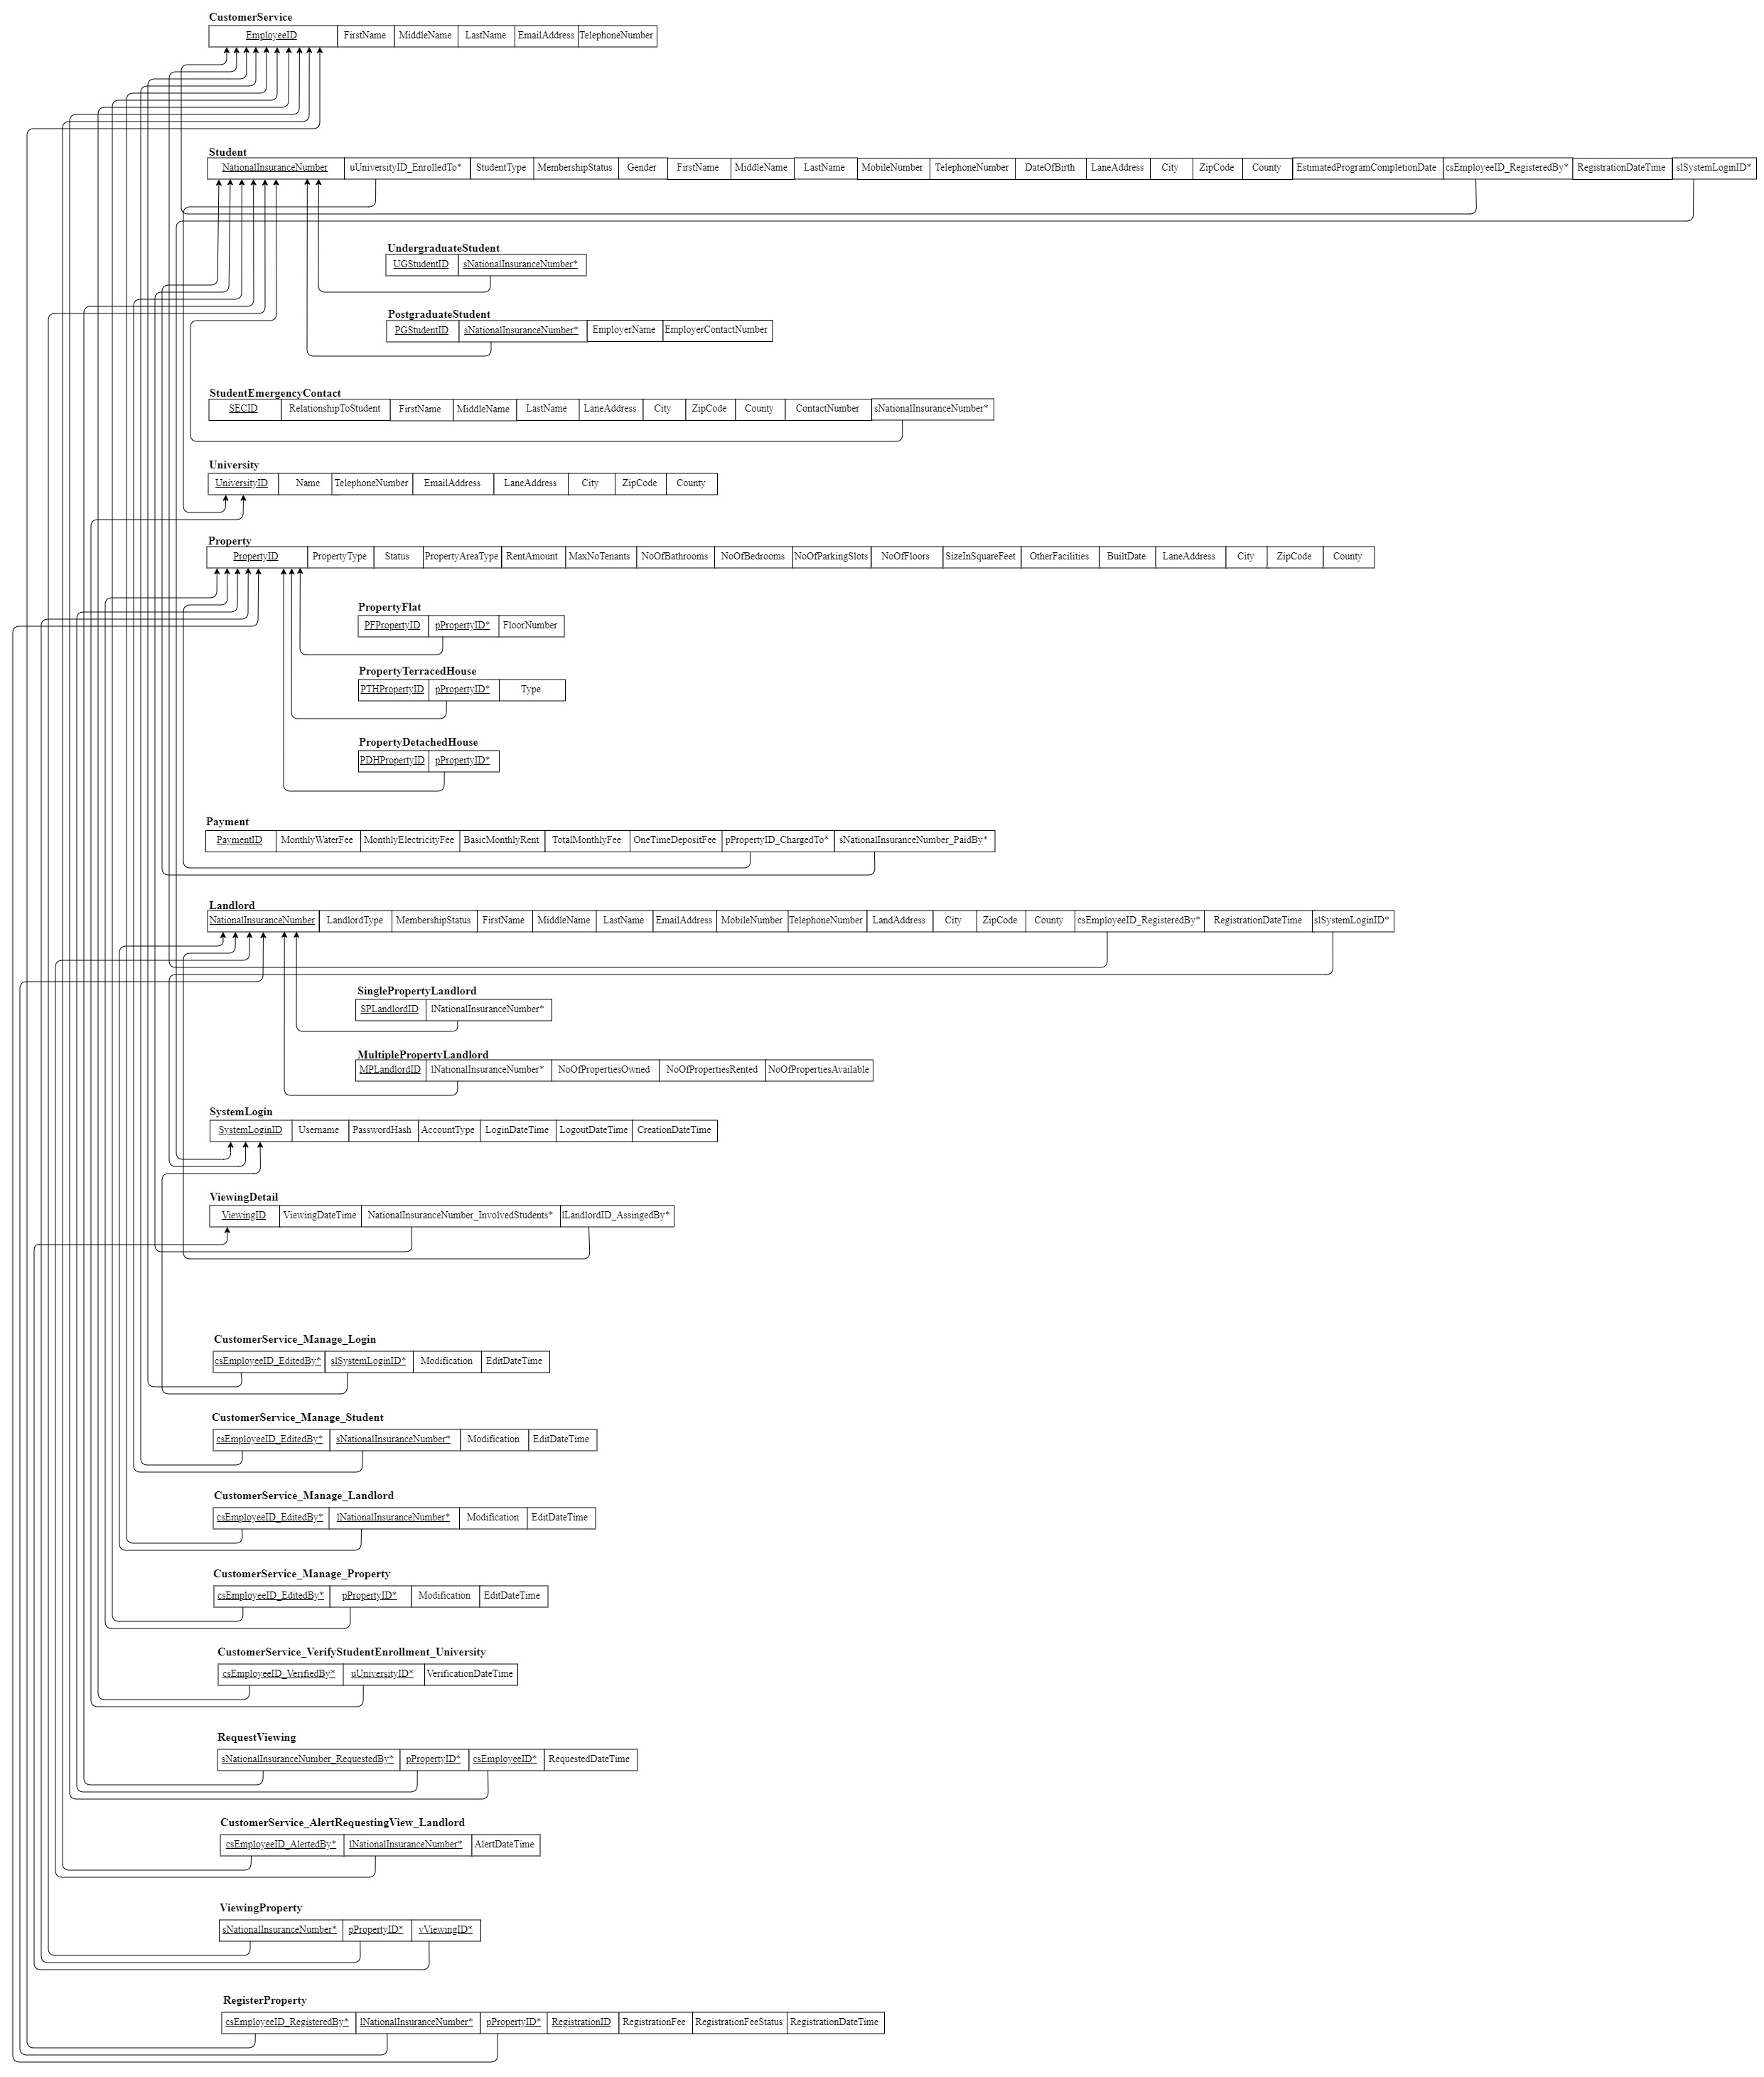 CustomerService
EmployeeID FirstName MiddleName LastName EmailAddress TelephoneNumber
Student
NationalInsuranceNumber uUniversityID_EnrolledTo* StudentType MembershipStatus Gender FirstName MiddleName LastName MobileNumber TelephoneNumber DateOfBirth LaneAddress City ZipCode County EstimatedProgramCompletionDate csEmployeeID_RegisteredBy* RegistrationDateTime slSystemLoginID*
UndergraduateStudent
UGStudentID sNationalInsuranceNumber*
PostgraduateStudent
PGStudentID sNationalInsuranceNumber* EmployerName EmployerContactNumber
StudentEmergencyContact
SECID RelationshipToStudent FirstName MiddleName LastName LaneAddress City ZipCode County ContactNumber sNationalInsuranceNumber*
University
UniversityID Name TelephoneNumber EmailAddress LaneAddress City ZipCode County
Property
PropertyID PropertyType Status PropertyAreaType RentAmount MaxNoTenants NoOfBathrooms NoOfBedrooms NoOfParkingSlots NoOfFloors SizeInSquareFeet OtherFacilities BuiltDate LaneAddress City ZipCode County
PropertyFlat
PFPropertyID pPropertyID* FloorNumber
PropertyTerracedHouse
PTHPropertyID pPropertyID* Type
PropertyDetachedHouse
PDHPropertyID pPropertyID*
Payment
PaymentID MonthlyWaterFee MonthlyElectricityFee BasicMonthlyRent TotalMonthlyFee OneTimeDepositFee pPropertyID_ChargedTo* sNationalInsuranceNumber_PaidBy*
Landlord
NationalInsuranceNumber LandlordType MembershipStatus FirstName MiddleName LastName EmailAddress MobileNumber TelephoneNumber LandAddress City ZipCode County csEmployeeID_RegisteredBy* RegistrationDateTime slSystemLoginID*
SinglePropertyLandlord
SPLandlordID lNationalInsuranceNumber*
MultiplePropertyLandlord
MPLandlordID lNationalInsuranceNumber* NoOfPropertiesOwned NoOfPropertiesRented NoOfPropertiesAvailable
SystemLogin
SystemLoginID Username PasswordHash AccountType LoginDateTime LogoutDateTime CreationDateTime
ViewingDetail
ViewingID ViewingDateTime NationalInsuranceNumber_InvolvedStudents* lLandlordID_AssingedBy*
CustomerService_Manage_Login
csEmployeeID_EditedBy* slSystemLoginID* Modification EditDateTime
CustomerService_Manage_Student
csEmployeeID_EditedBy* sNationalInsuranceNumber* Modification EditDateTime
CustomerService_Manage_Landlord
csEmployeeID_EditedBy* lNationalInsuranceNumber* Modification EditDateTime
CustomerService_Manage_Property
csEmployeeID_EditedBy* pPropertyID* Modification EditDateTime
CustomerService_VerifyStudentEnrollment_University
csEmployeeID_VerifiedBy* uUniversityID* VerificationDateTime
RequestViewing
sNationalInsuranceNumber_RequestedBy* pPropertyID* csEmployeeID* RequestedDateTime
CustomerService_AlertRequestingView_Landlord
csEmployeeID_AlertedBy* lNationalInsuranceNumber* AlertDateTime
ViewingProperty
sNationalInsuranceNumber* pPropertyID* vViewingID*
RegisterProperty
csEmployeeID_RegisteredBy* lNationalInsuranceNumber* pPropertyID* RegistrationID RegistrationFee RegistrationFeeStatus RegistrationDateTime